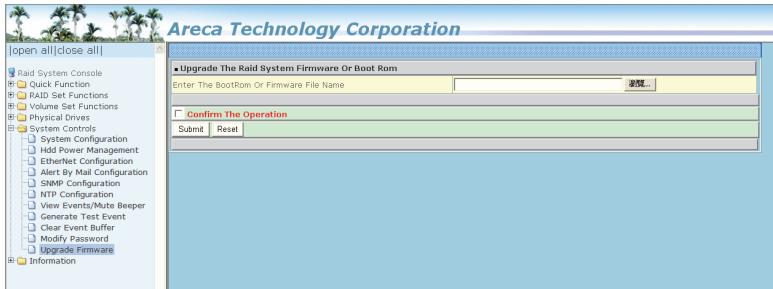 Areca Technology Corporation
|open all|close all|
Raid System Console
Quick Function
RAID Set Functions
Volume Set Functions
Physical Drives
System Controls
System Configuration
Hdd Power Management
EtherNet Configuration
Alert By Mail Configuration
SNMP Configuration
NTP Configuration
View Events/Mute Beeper
Generate Test Event
Clear Event Buffer
Modify Password
Upgrade Firmware
Information
Upgrade The Raid System Firmware Or Boot Rom
Enter The BootRom Or Firmware File Name
瀏覽...
Confirm The Operation
Submit Reset